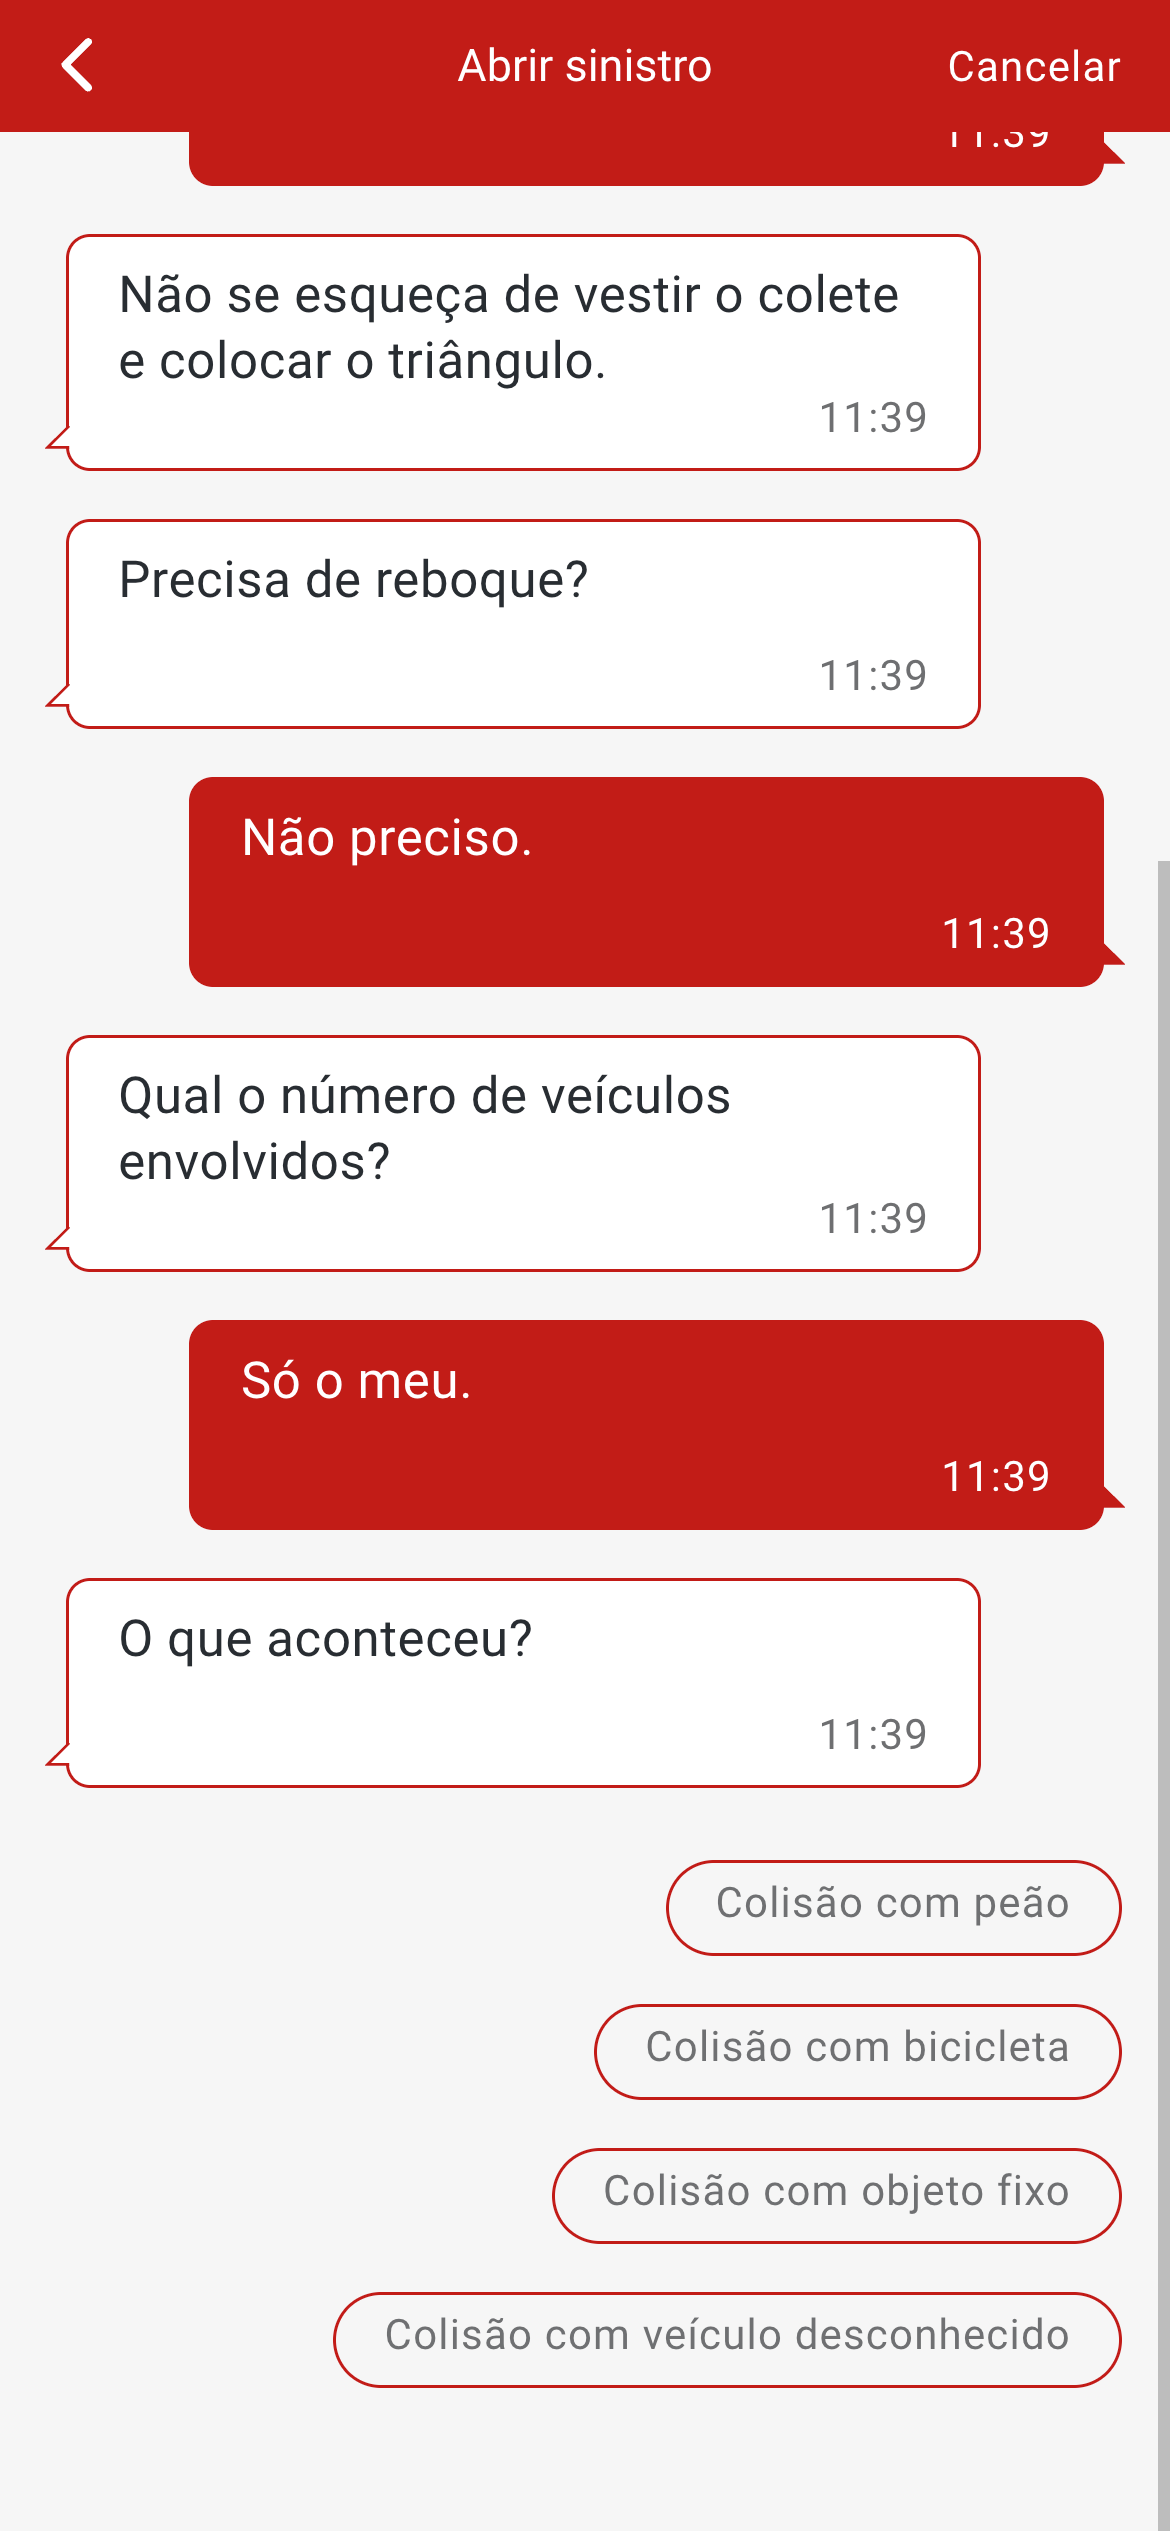 Abrir sinistro
Cancelar
11:39
Não se esqueça de vestir o colete
e colocar o triângulo.
11:39
Precisa de reboque?
11:39
Não preciso.
11:39
Qual o número de veículos
envolvidos?
11:39
Só o meu.
11:39
O que aconteceu?
11:39
Colisão com peão
Colisão com bicicleta
Colisão com objeto fixo
Colisão com veículo desconhecido